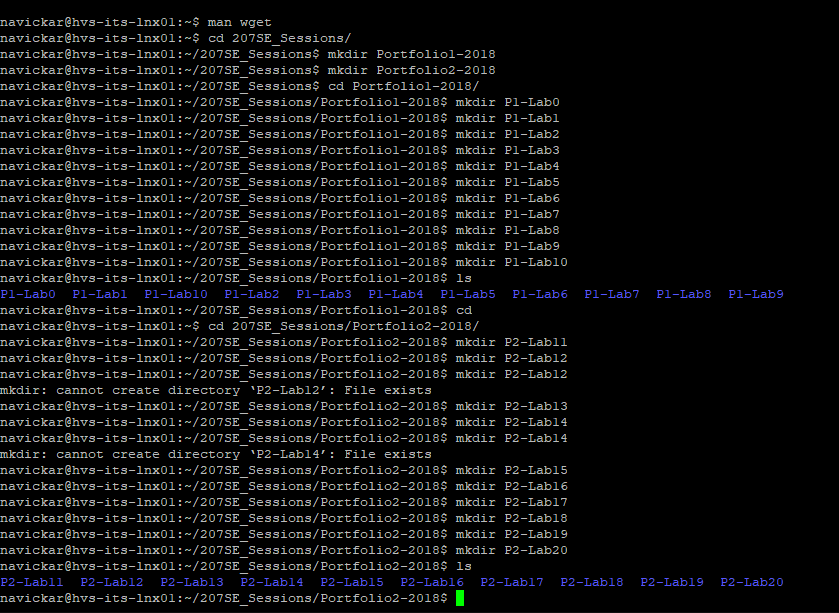 navickar@hvs-its-lnx01:~$ man wget
navickar@hvs-its-lnx01:~$ cd 207SE_Sessions/
navickar@hvs-its-lnx01:~/207SE_Sessions$ mkdir Portfolio1-2018
navickar@hvs-its-lnx01:~/207SE_Sessions$ mkdir Portfolio2-2018
navickar@hvs-its-lnx01:~/207SE_Sessions$ cd Portfolio1-2018/
navickar@hvs-its-lnx01:~/207SE_Sessions/Portfolio1-2018$ mkdir P1-Lab0
navickar@hvs-its-lnx01:~/207SE_Sessions/Portfolio1-2018$ mkdir P1-Lab1
navickar@hvs-its-lnx01:~/207SE_Sessions/Portfolio1-2018$ mkdir P1-Lab2
navickar@hvs-its-lnx01:~/207SE_Sessions/Portfolio1-2018$ mkdir P1-Lab3
navickar@hvs-its-lnx01:~/207SE_Sessions/Portfolio1-2018$ mkdir P1-Lab4
navickar@hvs-its-lnx01:~/207SE_Sessions/Portfolio1-2018$ mkdir P1-Lab5
navickar@hvs-its-lnx01:~/207SE_Sessions/Portfolio1-2018$ mkdir P1-Lab6
navickar@hvs-its-lnx01:~/207SE_Sessions/Portfolio1-2018$ mkdir P1-Lab7
navickar@hvs-its-lnx01:~/207SE_Sessions/Portfolio1-2018$ mkdir P1-Lab8
navickar@hvs-its-lnx01:~/207SE_Sessions/Portfolio1-2018$ mkdir P1-Lab9
navickar@hvs-its-lnx01:~/207SE_Sessions/Portfolio1-2018$ mkdir P1-Lab10
navickar@hvs-its-lnx01:~/207SE_Sessions/Portfolio1-2018$ ls
P1-Lab0  P1-Lab1  P1-Lab10  P1-Lab2  P1-Lab3  P1-Lab4  P1-Lab5  P1-Lab6  P1-Lab7  P1-Lab8  P1-Lab9
navickar@hvs-its-lnx01:~/207SE_Sessions/Portfolio1-2018$ cd
navickar@hvs-its-lnx01:~$ cd 207SE_Sessions/Portfolio2-2018/
navickar@hvs-its-lnx01:~/207SE_Sessions/Portfolio2-2018$ mkdir P2-Lab11
navickar@hvs-its-lnx01:~/207SE_Sessions/Portfolio2-2018$ mkdir P2-Lab12
navickar@hvs-its-lnx01:~/207SE_Sessions/Portfolio2-2018$ mkdir P2-Lab12
mkdir: cannot create directory ‘P2-Lab12’: File exists
navickar@hvs-its-lnx01:~/207SE_Sessions/Portfolio2-2018$ mkdir P2-Lab13
navickar@hvs-its-lnx01:~/207SE_Sessions/Portfolio2-2018$ mkdir P2-Lab14
navickar@hvs-its-lnx01:~/207SE_Sessions/Portfolio2-2018$ mkdir P2-Lab14
mkdir: cannot create directory ‘P2-Lab14’: File exists
navickar@hvs-its-lnx01:~/207SE_Sessions/Portfolio2-2018$ mkdir P2-Lab15
navickar@hvs-its-lnx01:~/207SE_Sessions/Portfolio2-2018$ mkdir P2-Lab16
navickar@hvs-its-lnx01:~/207SE_Sessions/Portfolio2-2018$ mkdir P2-Lab17
navickar@hvs-its-lnx01:~/207SE_Sessions/Portfolio2-2018$ mkdir P2-Lab18
navickar@hvs-its-lnx01:~/207SE_Sessions/Portfolio2-2018$ mkdir P2-Lab19
navickar@hvs-its-lnx01:~/207SE_Sessions/Portfolio2-2018$ mkdir P2-Lab20
navickar@hvs-its-lnx01:~/207SE_Sessions/Portfolio2-2018$ ls
P2-Lab11  P2-Lab12  P2-Lab13  P2-Lab14  P2-Lab15  P2-Lab16  P2-Lab17  P2-Lab18  P2-Lab19  P2-Lab20
navickar@hvs-its-lnx01:~/207SE_Sessions/Portfolio2-2018$